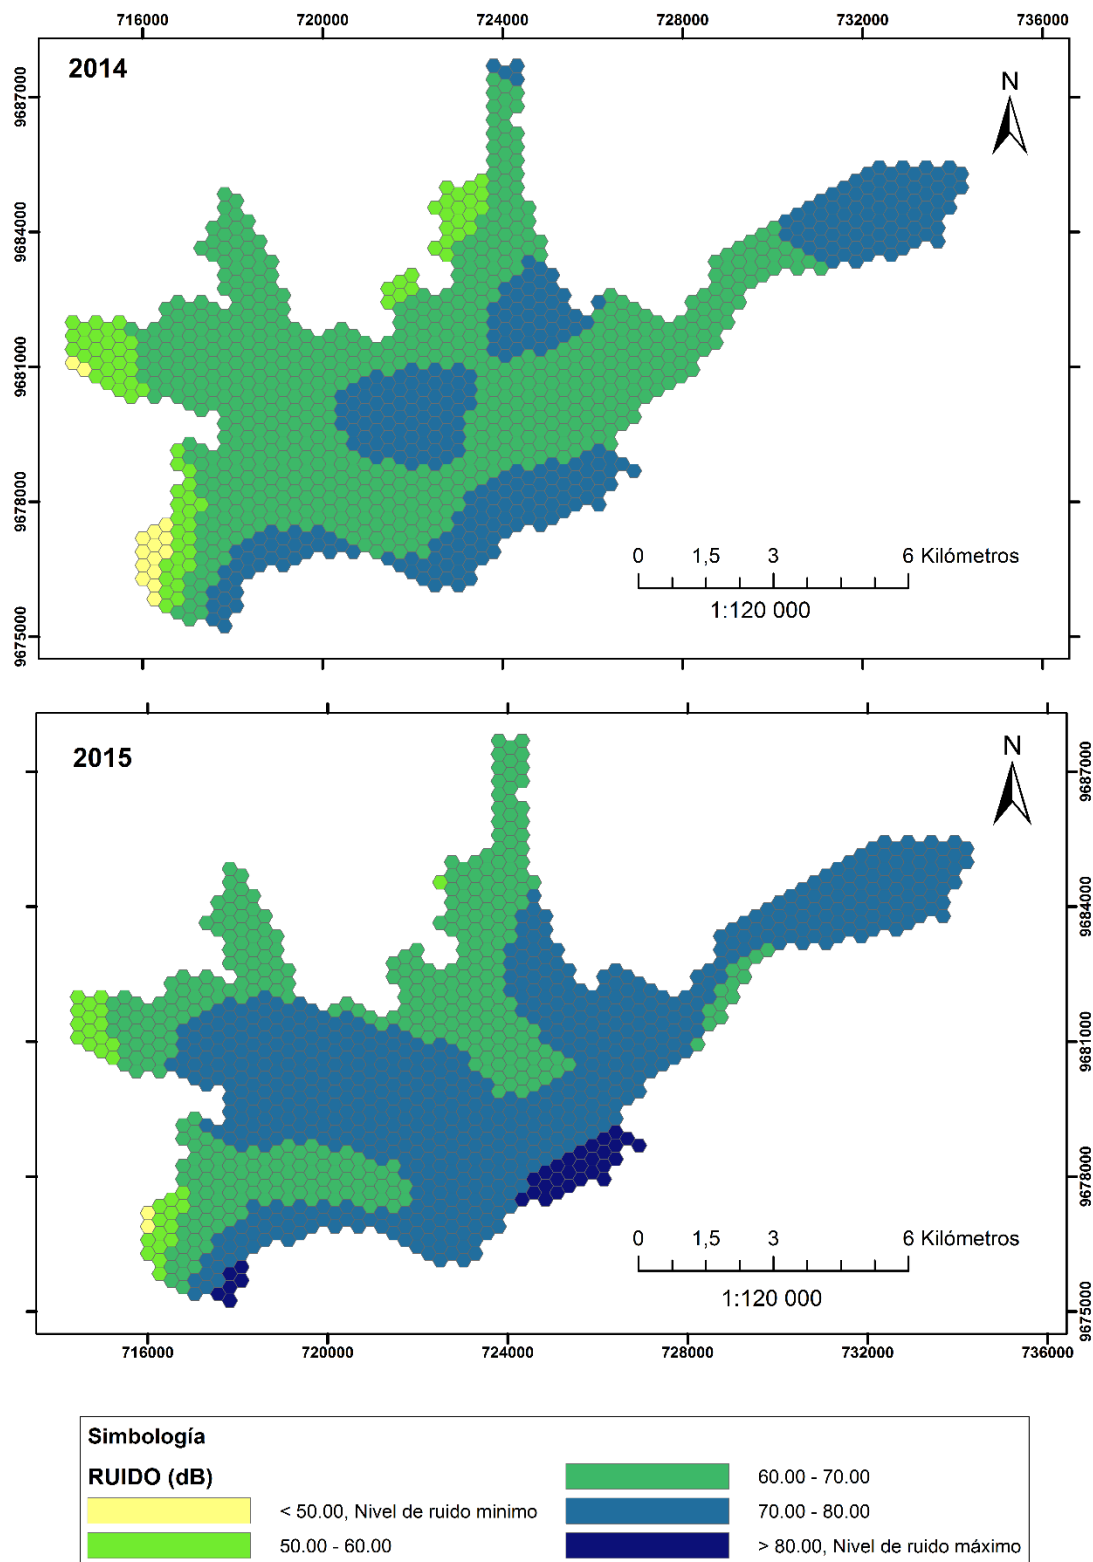 716000 720000 724000 728000 732000 736000
2014
N
9687000
9684000
9681000
9678000
9675000
0 1,5 3 6 Kilómetros
1:120 000
2015
N
9687000
9684000
9681000
9678000
9675000
0 1,5 3 6 Kilómetros
1:120 000
716000 720000 724000 728000 732000 736000
Simbología
RUIDO (dB)
< 50.00, Nivel de ruido minimo
50.00 - 60.00
60.00 - 70.00
70.00 - 80.00
> 80.00, Nivel de ruido máximo